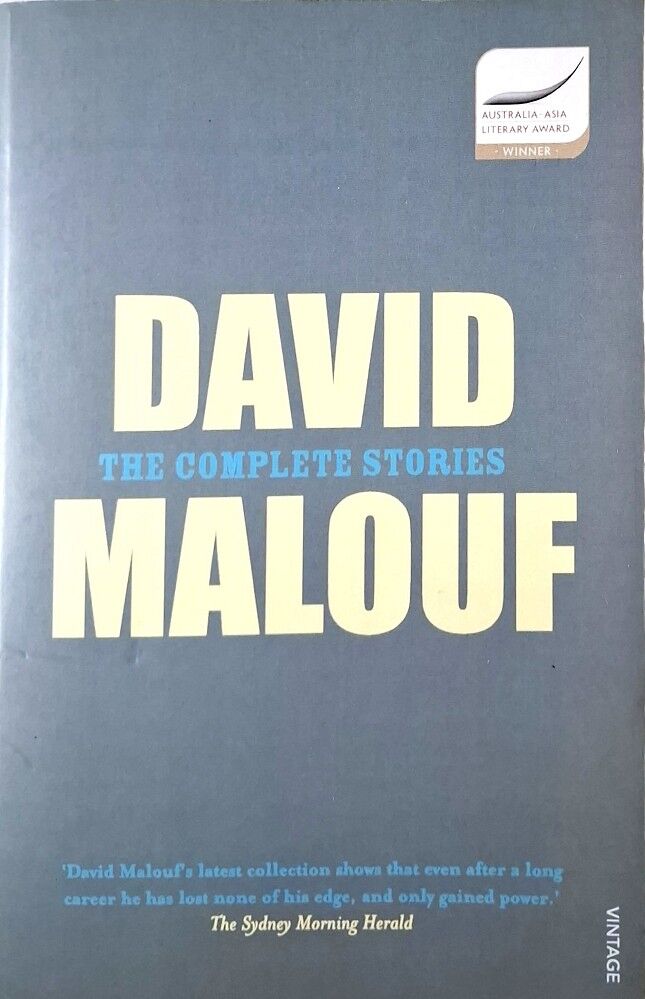 AUSTRALIA-ASIA
LITERARY AWARD
· WINNER ·
DAVID
THE COMPLETE STORIES
MALOUF
'David Malouf's latest collection shows that even after a long
career he has lost none of his edge, and only gained power.'
The Sydney Morning Herald
VINTAGE